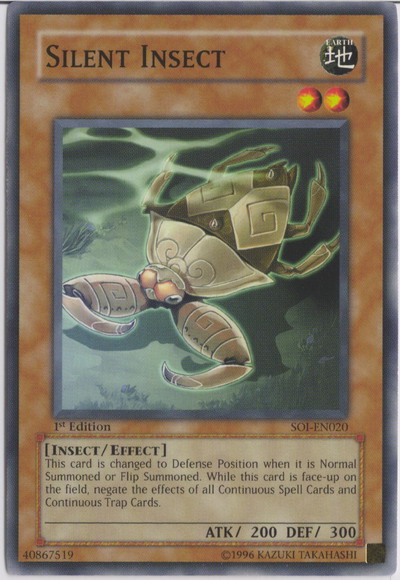 SILENT INSECT
EARTH
地
1st Edition
SOI-EN020
[INSECT/EFFECT]
This card is changed to Defense Position when it is Normal
Summoned or Flip Summoned. While this card is face-up on
the field, negate the effects of all Continuous Spell Cards and
Continuous Trap Cards.
ATK/ 200 DEF/ 300
40867519
©1996 KAZUKI TAKAHASHI